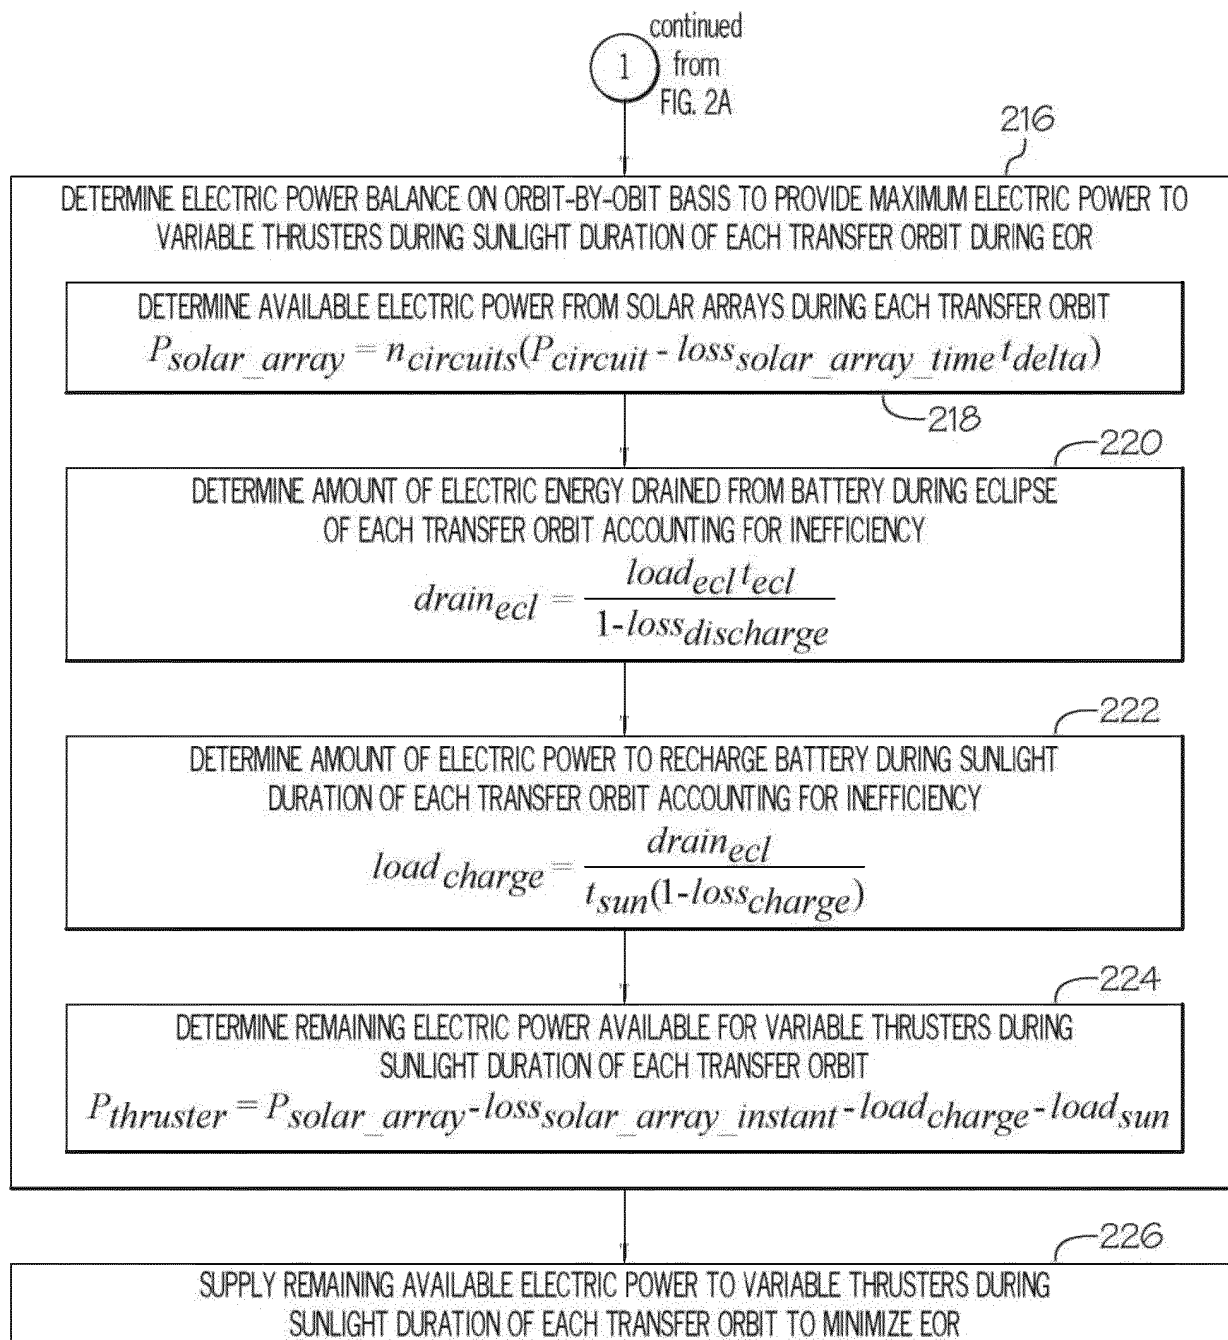 continued
1
from
FIG. 2A
216
DETERMINE ELECTRIC POWER BALANCE ON ORBIT-BY-OBIT BASIS TO PROVIDE MAXIMUM ELECTRIC POWER TO
VARIABLE THRUSTERS DURING SUNLIGHT DURATION OF EACH TRANSFER ORBIT DURING EOR
DETERMINE AVAILABLE ELECTRIC POWER FROM SOLAR ARRAYS DURING EACH TRANSFER ORBIT
P_solar_array = n_circuits(P_circuit - loss_solar_array_time t_delta)
218
220
DETERMINE AMOUNT OF ELECTRIC ENERGY DRAINED FROM BATTERY DURING ECLIPSE
OF EACH TRANSFER ORBIT ACCOUNTING FOR INEFFICIENCY
drain_ecl = load_ecl t_ecl / 1-loss_discharge
222
DETERMINE AMOUNT OF ELECTRIC POWER TO RECHARGE BATTERY DURING SUNLIGHT
DURATION OF EACH TRANSFER ORBIT ACCOUNTING FOR INEFFICIENCY
load_charge = drain_ecl / t_sun(1-loss_charge)
224
DETERMINE REMAINING ELECTRIC POWER AVAILABLE FOR VARIABLE THRUSTERS DURING
SUNLIGHT DURATION OF EACH TRANSFER ORBIT
P_thruster = P_solar_array-loss_solar_array_instant-load_charge-load_sun
226
SUPPLY REMAINING AVAILABLE ELECTRIC POWER TO VARIABLE THRUSTERS DURING
SUNLIGHT DURATION OF EACH TRANSFER ORBIT TO MINIMIZE EOR